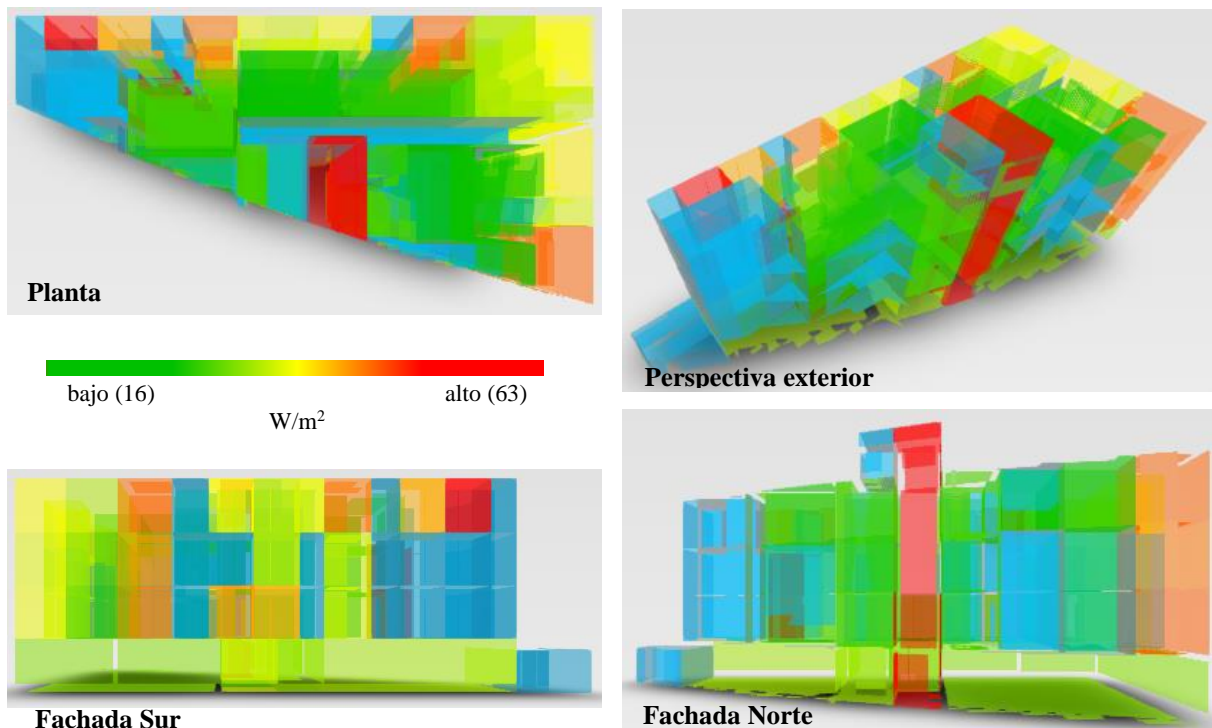 Planta
Perspectiva exterior
bajo (16) alto (63)
W/m²
Fachada Sur
Fachada Norte